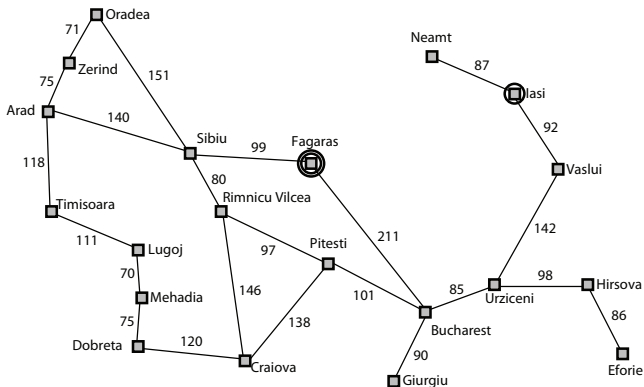 Oradea
71
Neamt
Zerind
87
151
75
Iasi
Arad
140
92
Sibiu
Fagaras
99
118
Vaslui
80
Rimnicu Vilcea
Timisoara
142
111
211
Lugoj
97
Pitesti
70
98
Hirsova
85
146
101
Urziceni
Mehadia
138
86
75
Bucharest
120
Dobreta
90
Craiova
Eforie
Giurgiu